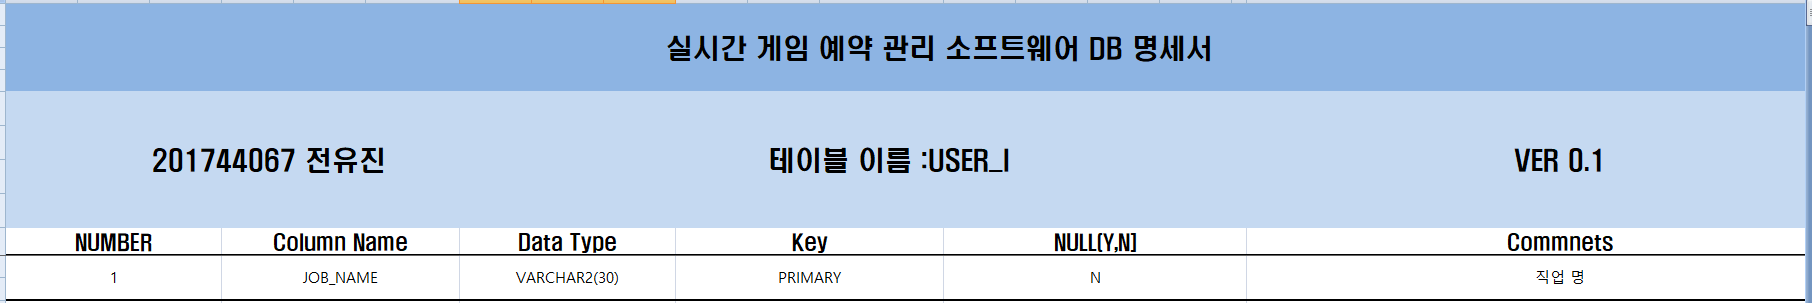 실시간 게임 예약 관리 소프트웨어 DB 명세서
201744067 전유진 테이블 이름 :USER_I VER 0.1
NUMBER Column Name Data Type Key NULL[Y,N] Commnets
1 JOB_NAME VARCHAR2(30) PRIMARY N 직업 명